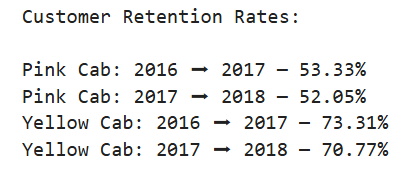 Customer Retention Rates:
Pink Cab: 2016 → 2017 – 53.33%
Pink Cab: 2017 → 2018 – 52.05%
Yellow Cab: 2016 → 2017 – 73.31%
Yellow Cab: 2017 → 2018 – 70.77%